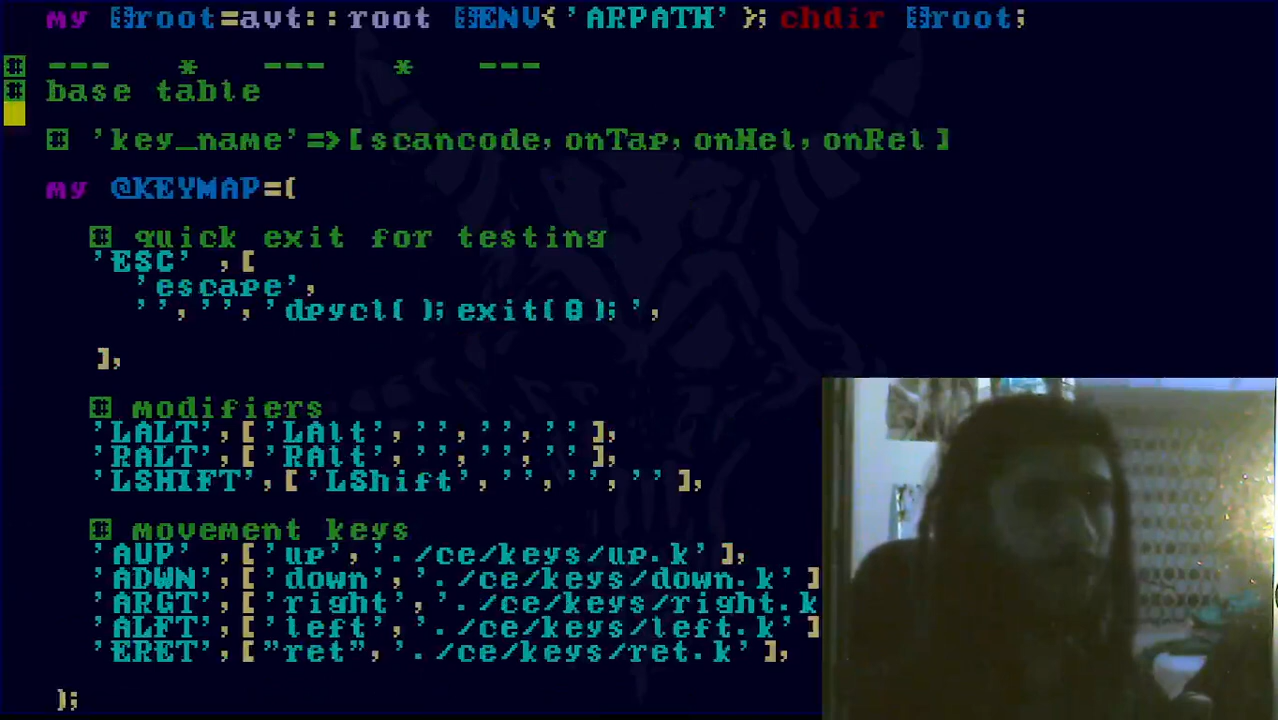 my $root=avt::root $ENV{'ARPATH'};chdir $root;
# ---   *   ---   *   ---
# base table
# 'key_name'=>[scancode,onTap,onHel,onRel]
my @KEYMAP=(
# quick exit for testing
'ESC' ,[
'escape',
'','','dpycl();exit(0);',
],
# modifiers
'LALT',['LAlt','','',''],
'RALT',['RAlt','','',''],
'LSHIFT',['LShift','','',''],
# movement keys
'AUP' ,['up','./ce/keys/up.k'],
'ADWN',['down','./ce/keys/down.k']
'ARGT',['right','./ce/keys/right.k
'ALFT',['left','./ce/keys/left.k']
'ERET',["ret",'./ce/keys/ret.k'],
);